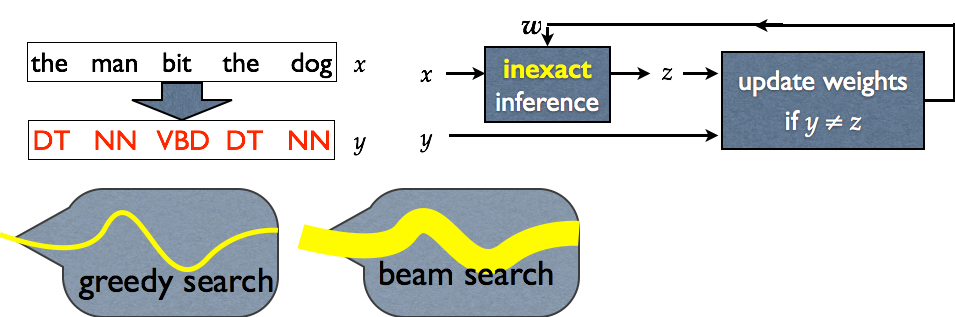 the man bit the dog x
DT NN VBD DT NN y
w
x
inexact
inference
z
update weights
if y ≠ z
y
greedy search
beam search